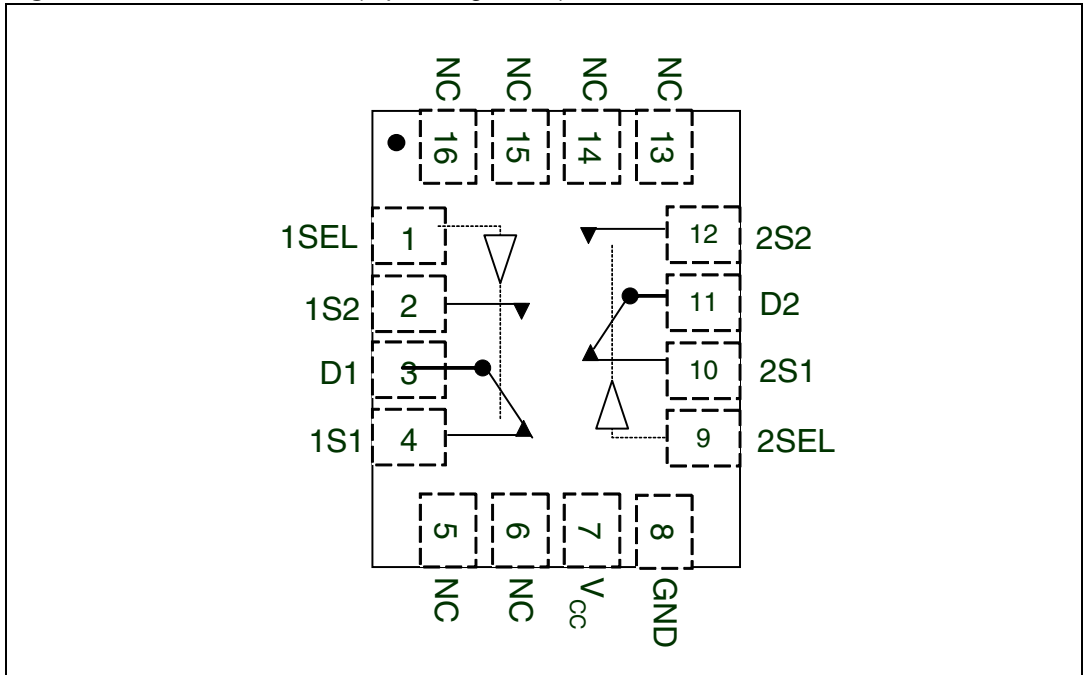 NC NC NC NC
16 15 14 13
1SEL 1 12 2S2
1S2 2 11 D2
D1 3 10 2S1
1S1 4 9 2SEL
5 6 7 8
NC NC VCC GND